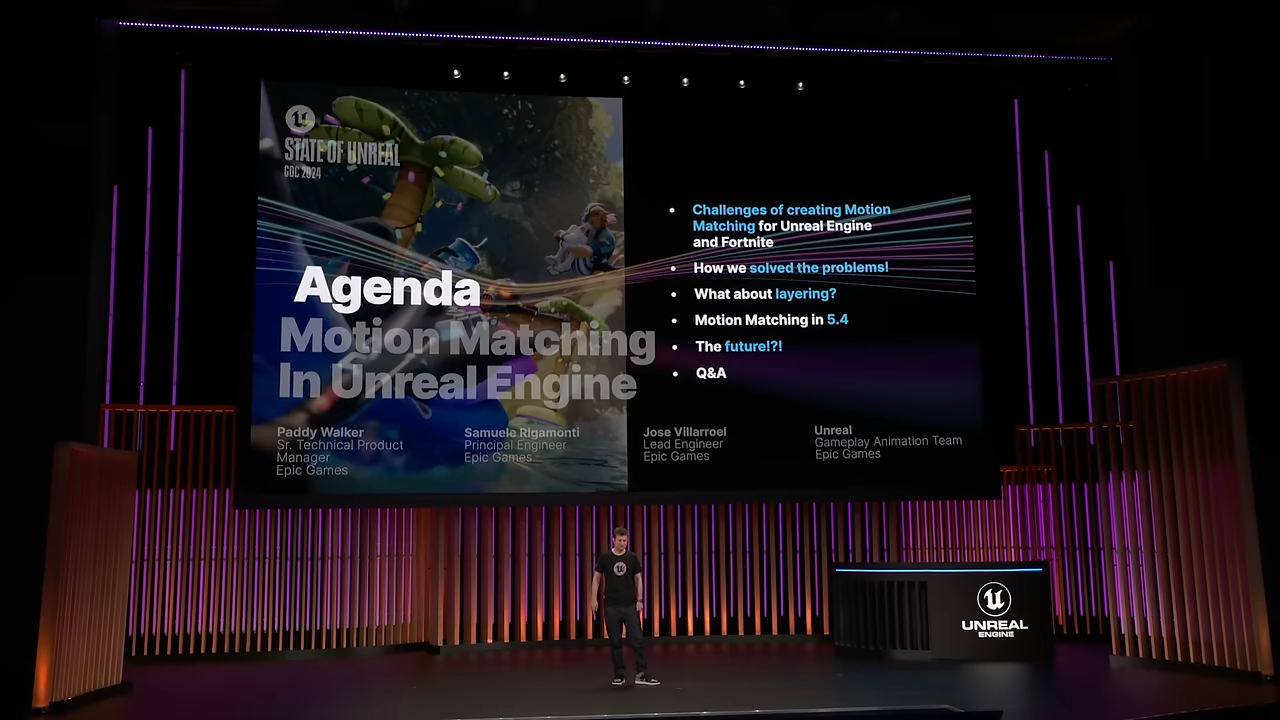 STATE OF UNREAL
GDC 2024
Agenda
Motion Matching
In Unreal Engine
Paddy Walker
Sr. Technical Product
Manager
Epic Games
Samuele Rigamonti
Principal Engineer
Epic Games
Jose Villarroel
Lead Engineer
Epic Games
Unreal
Gameplay Animation Team
Epic Games
• Challenges of creating Motion
Matching for Unreal Engine
and Fortnite
• How we solved the problems!
• What about layering?
• Motion Matching in 5.4
• The future!?!
• Q&A
UNREAL
ENGINE